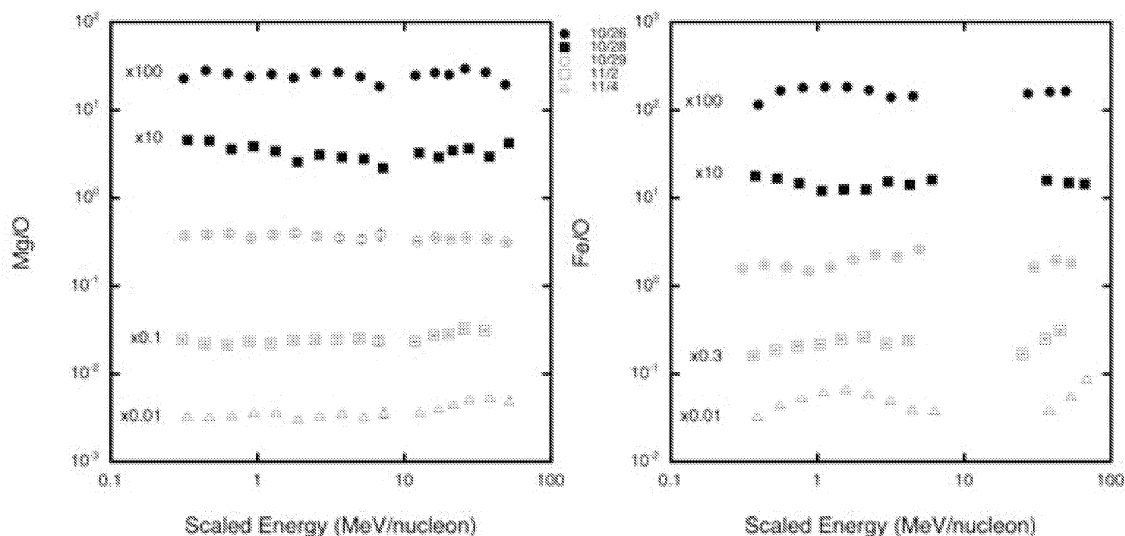 10²
10¹
10⁰
10⁻¹
10⁻²
10⁻³
Mg/O
x100
x10
x0.1
x0.01
0.1 1 10 100
Scaled Energy (MeV/nucleon)
10/26
10/28
10/29
11/2
11/4
10³
10²
10¹
10⁰
10⁻¹
10⁻²
Fe/O
x100
x10
x0.3
x0.01
0.1 1 10 100
Scaled Energy (MeV/nucleon)